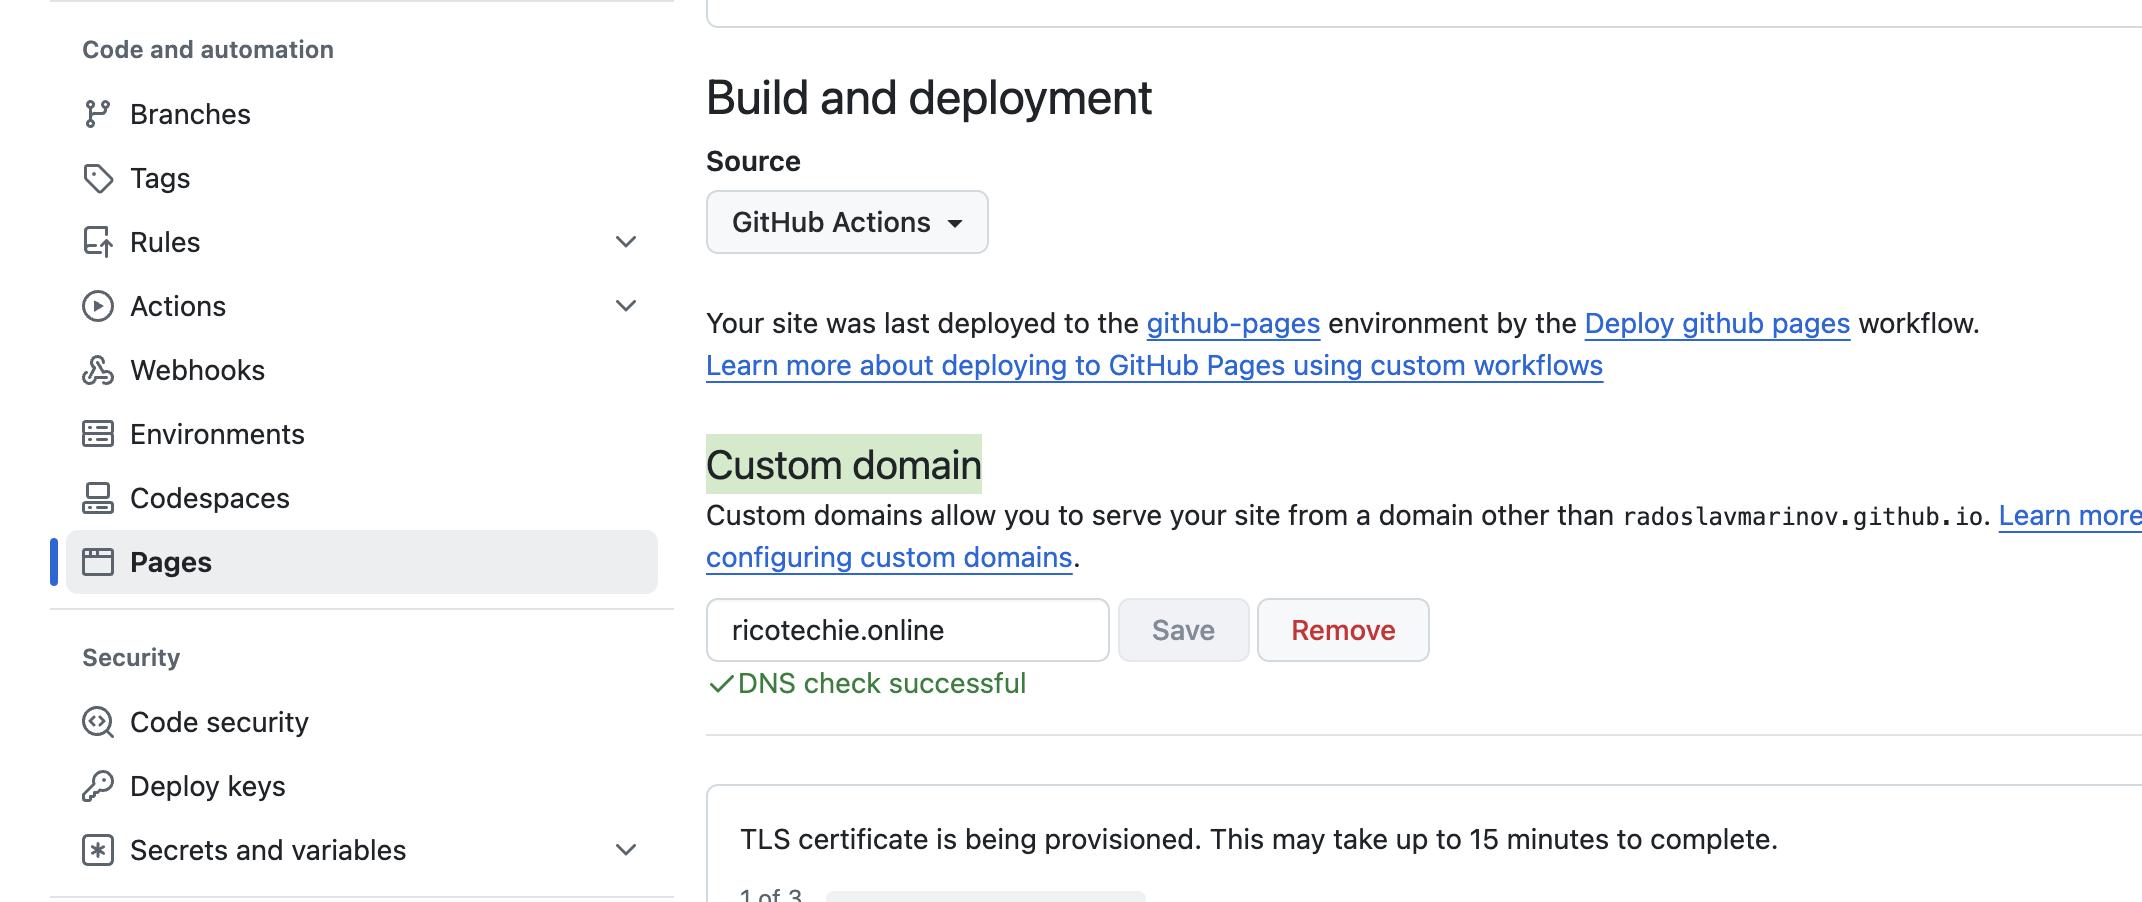 Code and automation
Branches
Tags
Rules
Actions
Webhooks
Environments
Codespaces
Pages
Security
Code security
Deploy keys
Secrets and variables
Build and deployment
Source
GitHub Actions
Your site was last deployed to the github-pages environment by the Deploy github pages workflow.
Learn more about deploying to GitHub Pages using custom workflows
Custom domain
Custom domains allow you to serve your site from a domain other than radoslavmarinov.github.io. Learn more
configuring custom domains.
ricotechie.online Save Remove
DNS check successful
TLS certificate is being provisioned. This may take up to 15 minutes to complete.
1 of 3